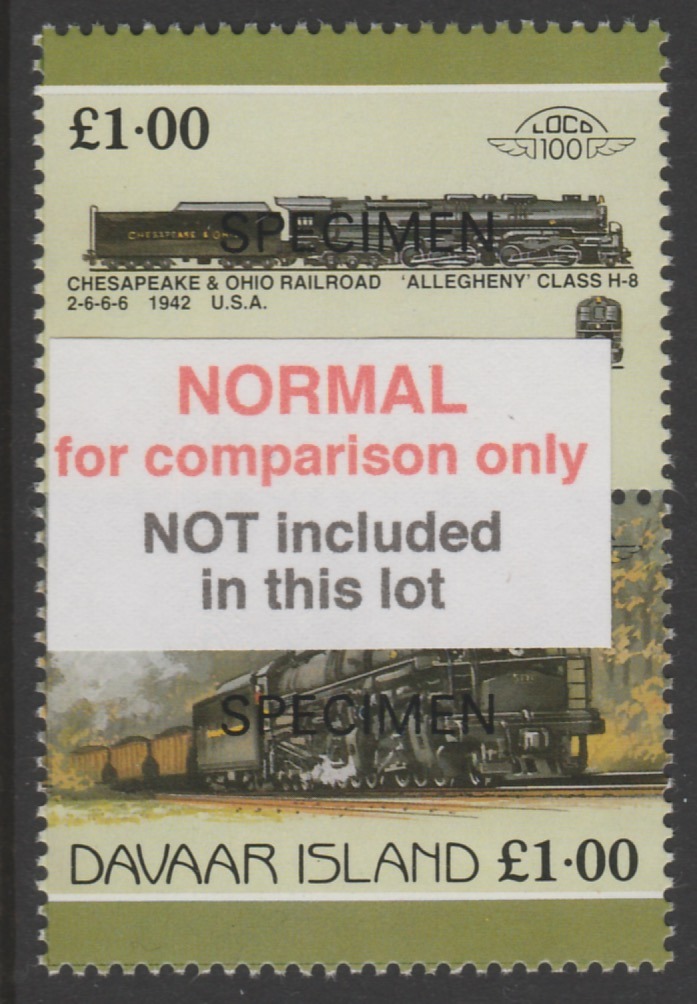 £1·00
LOCO
100
CHESAPEAKE & OHIO
SPECIMEN
CHESAPEAKE & OHIO RAILROAD 'ALLEGHENY' CLASS H-8
2-6-6-6 1942 U.S.A.
NORMAL
for comparison only
NOT included
in this lot
SPECIMEN
DAVAAR ISLAND £1·00